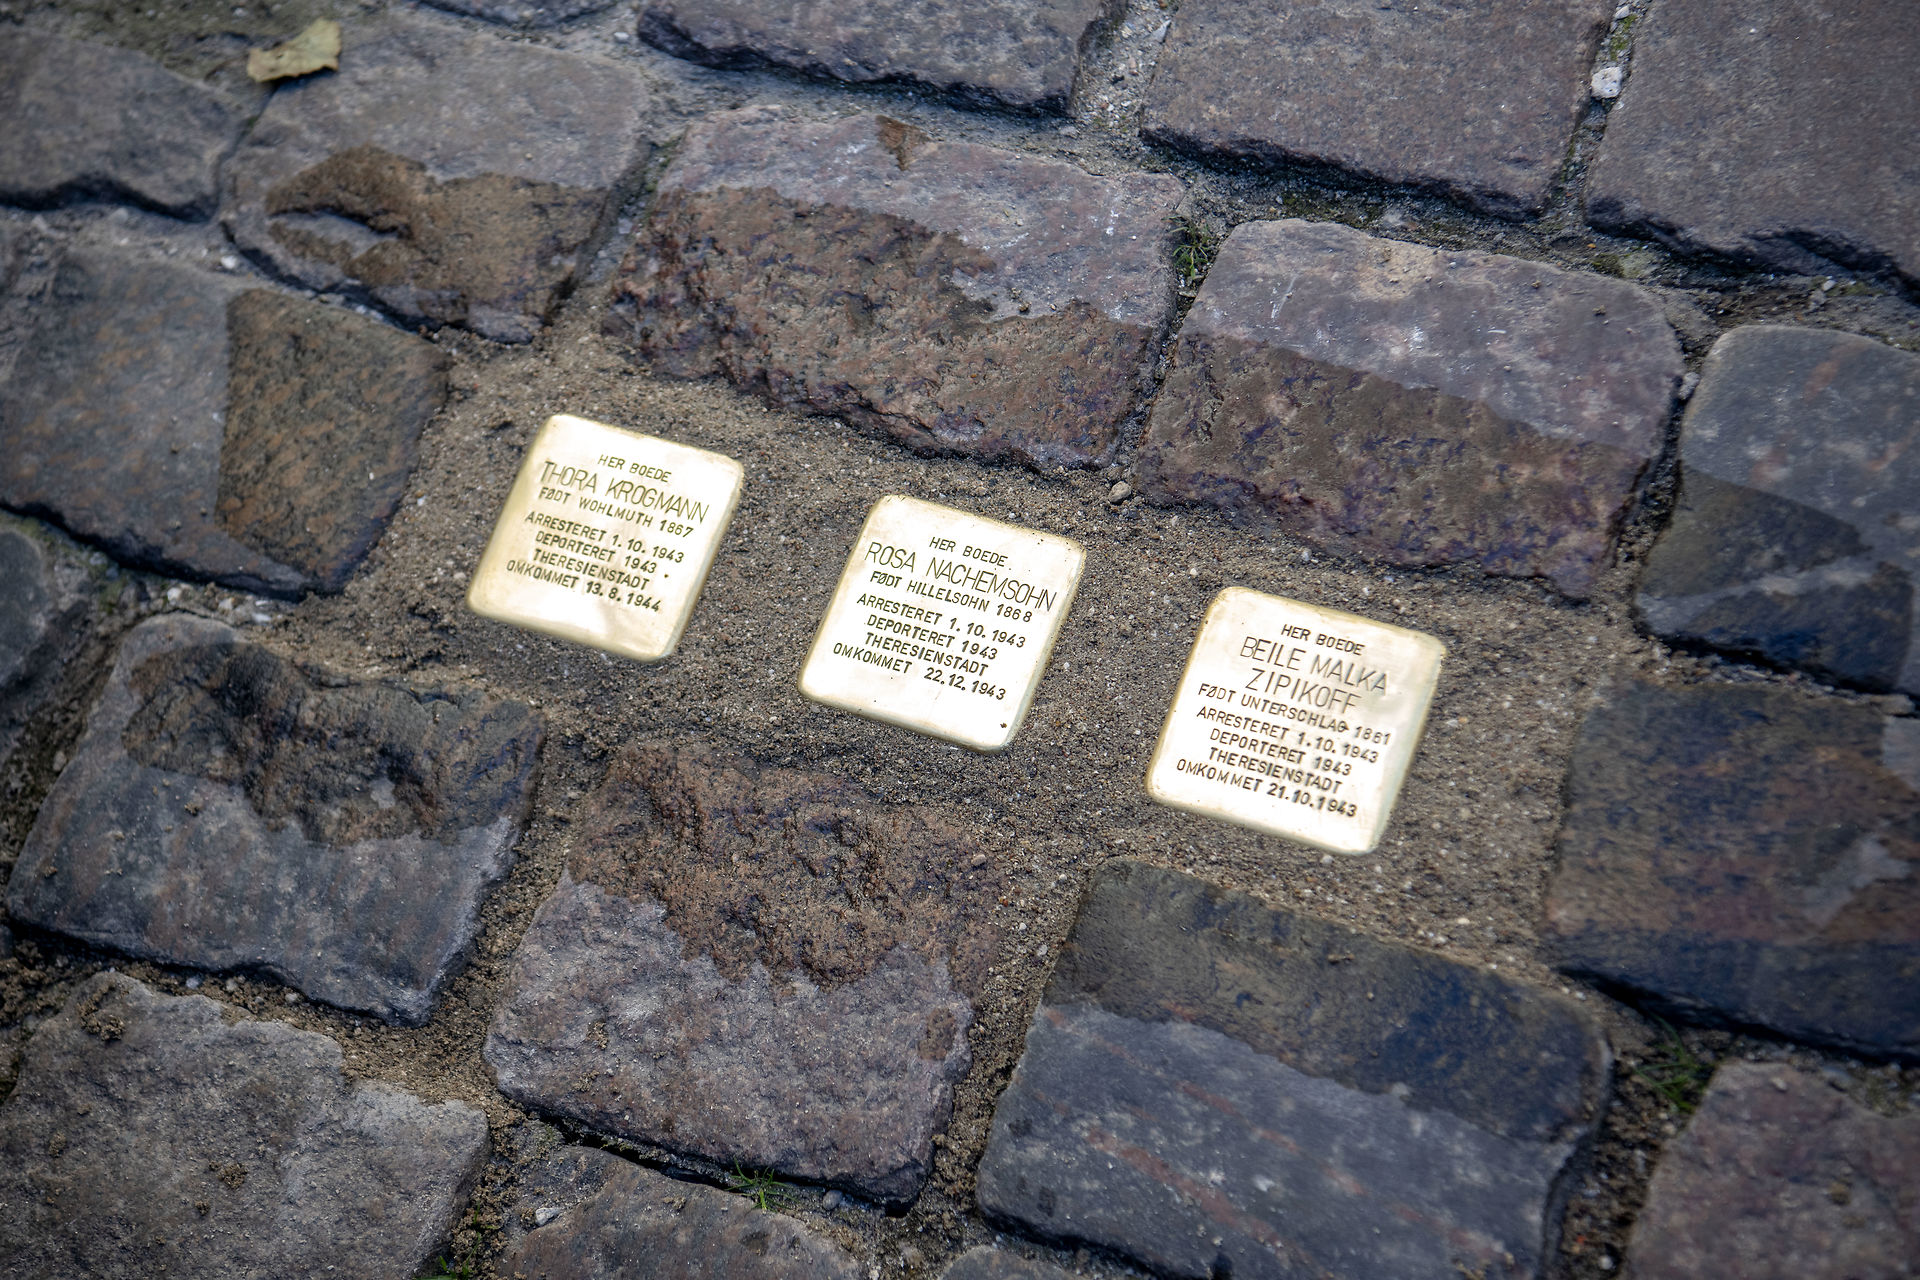 HER BOEDE
THORA KROGMANN
FØDT WOHLMUTH 1867
ARRESTERET 1.10.1943
DEPORTERET 1943
THERESIENSTADT
OMKOMMET 13.8.1944
HER BOEDE
ROSA NACHEMSOHN
FØDT HILLELSOHN 1868
ARRESTERET 1.10.1943
DEPORTERET 1943
THERESIENSTADT
OMKOMMET 22.12.1943
HER BOEDE
BEILE MALKA
ZIPIKOFF
FØDT UNTERSCHLAG 1861
ARRESTERET 1.10.1943
DEPORTERET 1943
THERESIENSTADT
OMKOMMET 21.10.1943